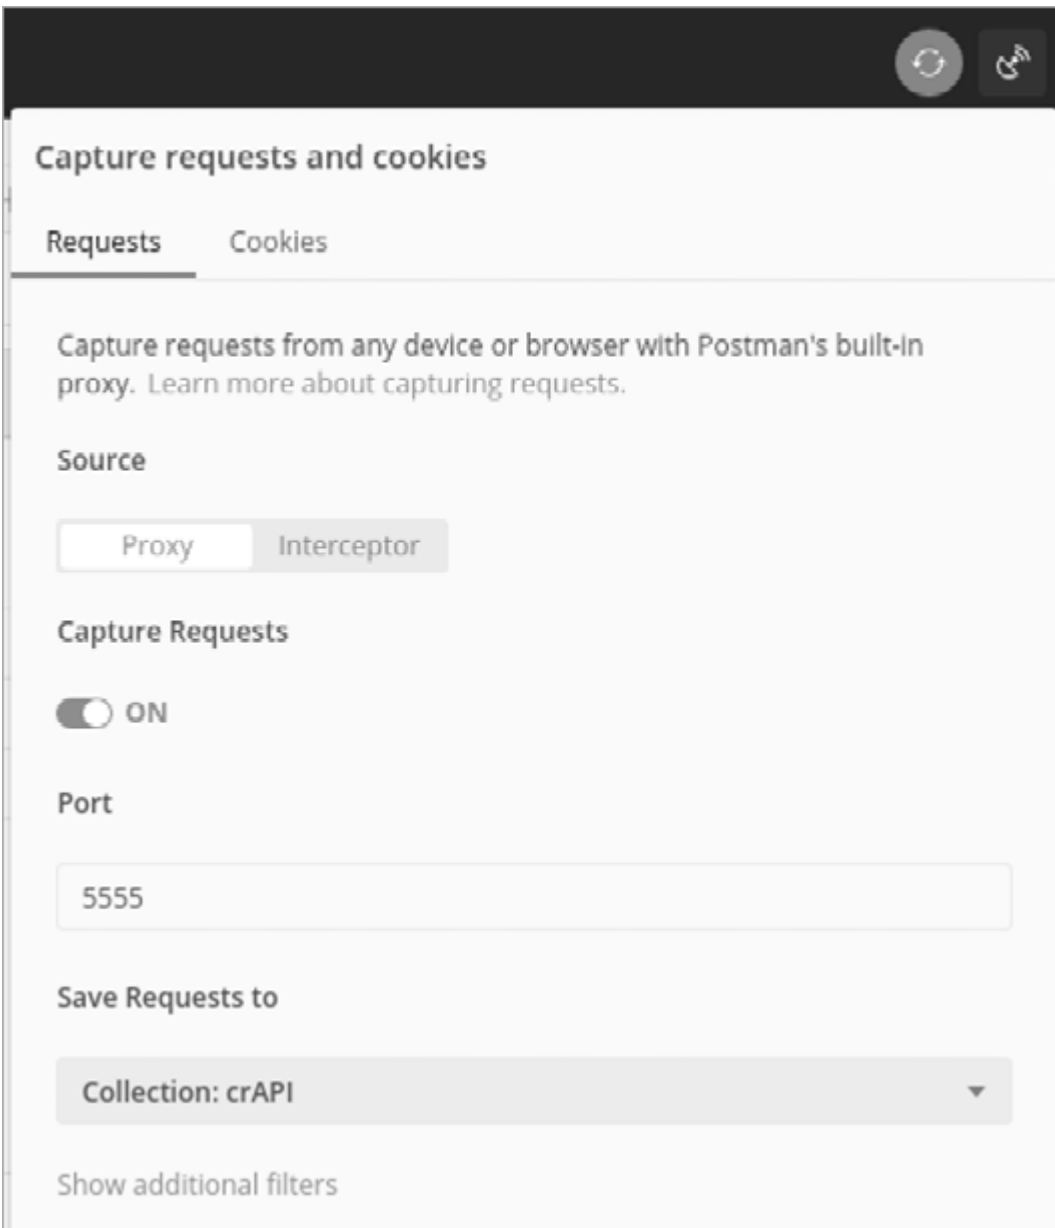 Capture requests and cookies
Requests Cookies
Capture requests from any device or browser with Postman's built-in
proxy. Learn more about capturing requests.
Source
Proxy Interceptor
Capture Requests
ON
Port
5555
Save Requests to
Collection: crAPI
Show additional filters